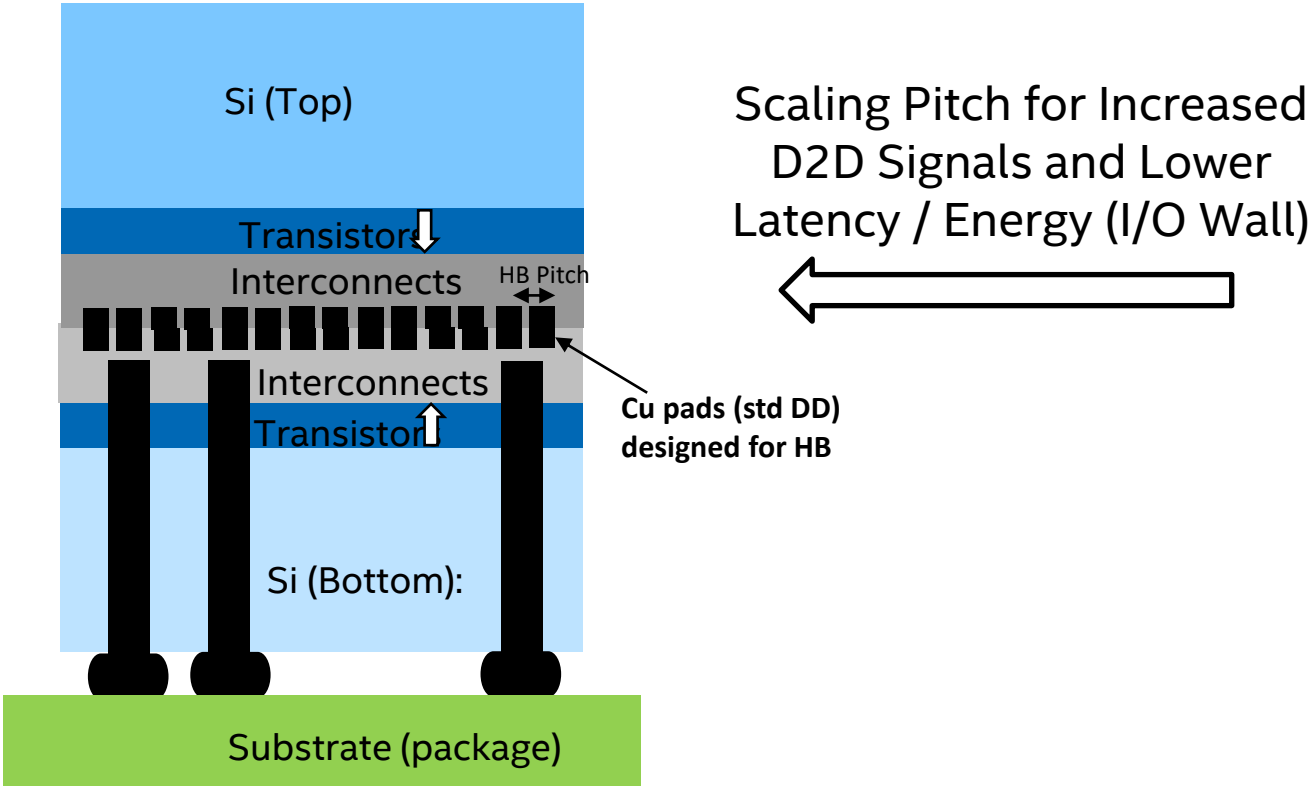 Si (Top)
Scaling Pitch for Increased
D2D Signals and Lower
Latency / Energy (I/O Wall)
Transistors
Interconnects
HB Pitch
Interconnects
Cu pads (std DD)
designed for HB
Transistors
Si (Bottom):
Substrate (package)